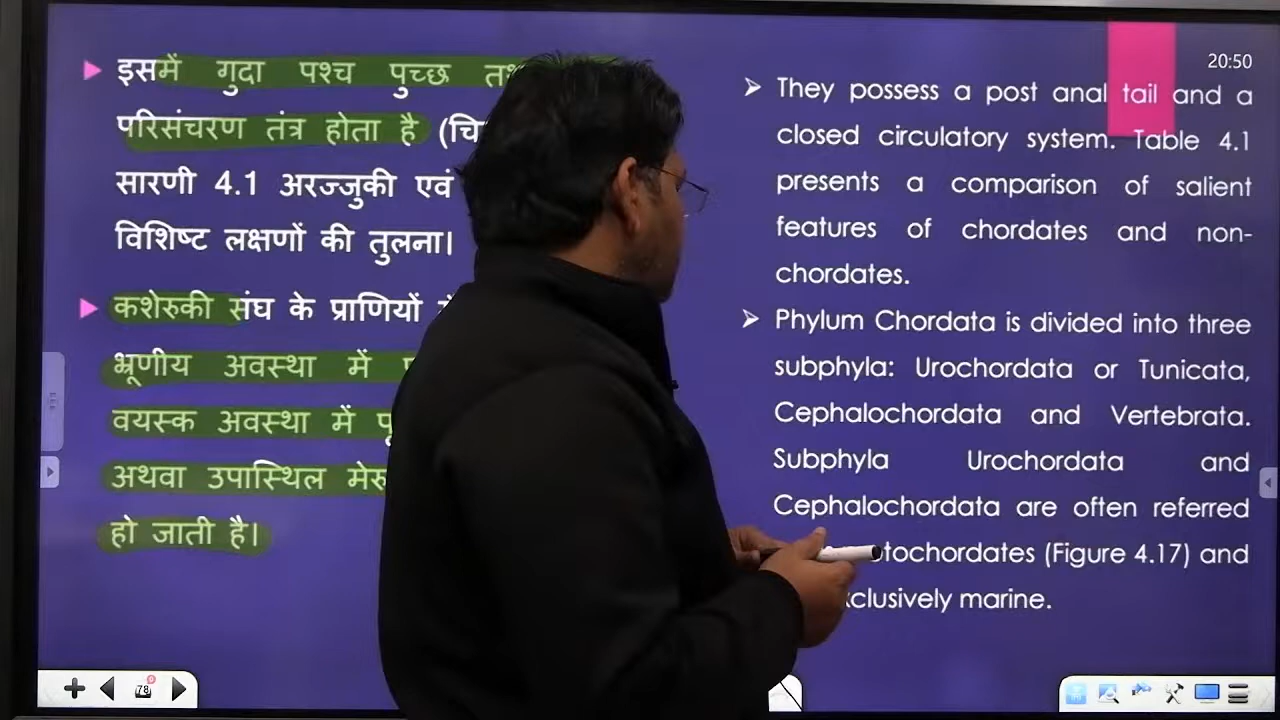 इसमें गुदा पश्च पुच्छ
परिसंचरण तंत्र होता है
सारणी 4.1 अरज्जुकी एवं
विशिष्ट लक्षणों की तुलना।
कशेरुकी संघ के प्राणियों
भ्रूणीय अवस्था में
वयस्क अवस्था में
अथवा उपास्थिल
हो जाती है।
20:50
They possess a post anal tail and a
closed circulatory system. Table 4.1
presents a comparison of salient
features of chordates and non-
chordates.
Phylum Chordata is divided into three
subphyla: Urochordata or Tunicata,
Cephalochordata and Vertebrata.
Subphyla Urochordata and
Cephalochordata are often referred
(Figure 4.17) and
marine.
78